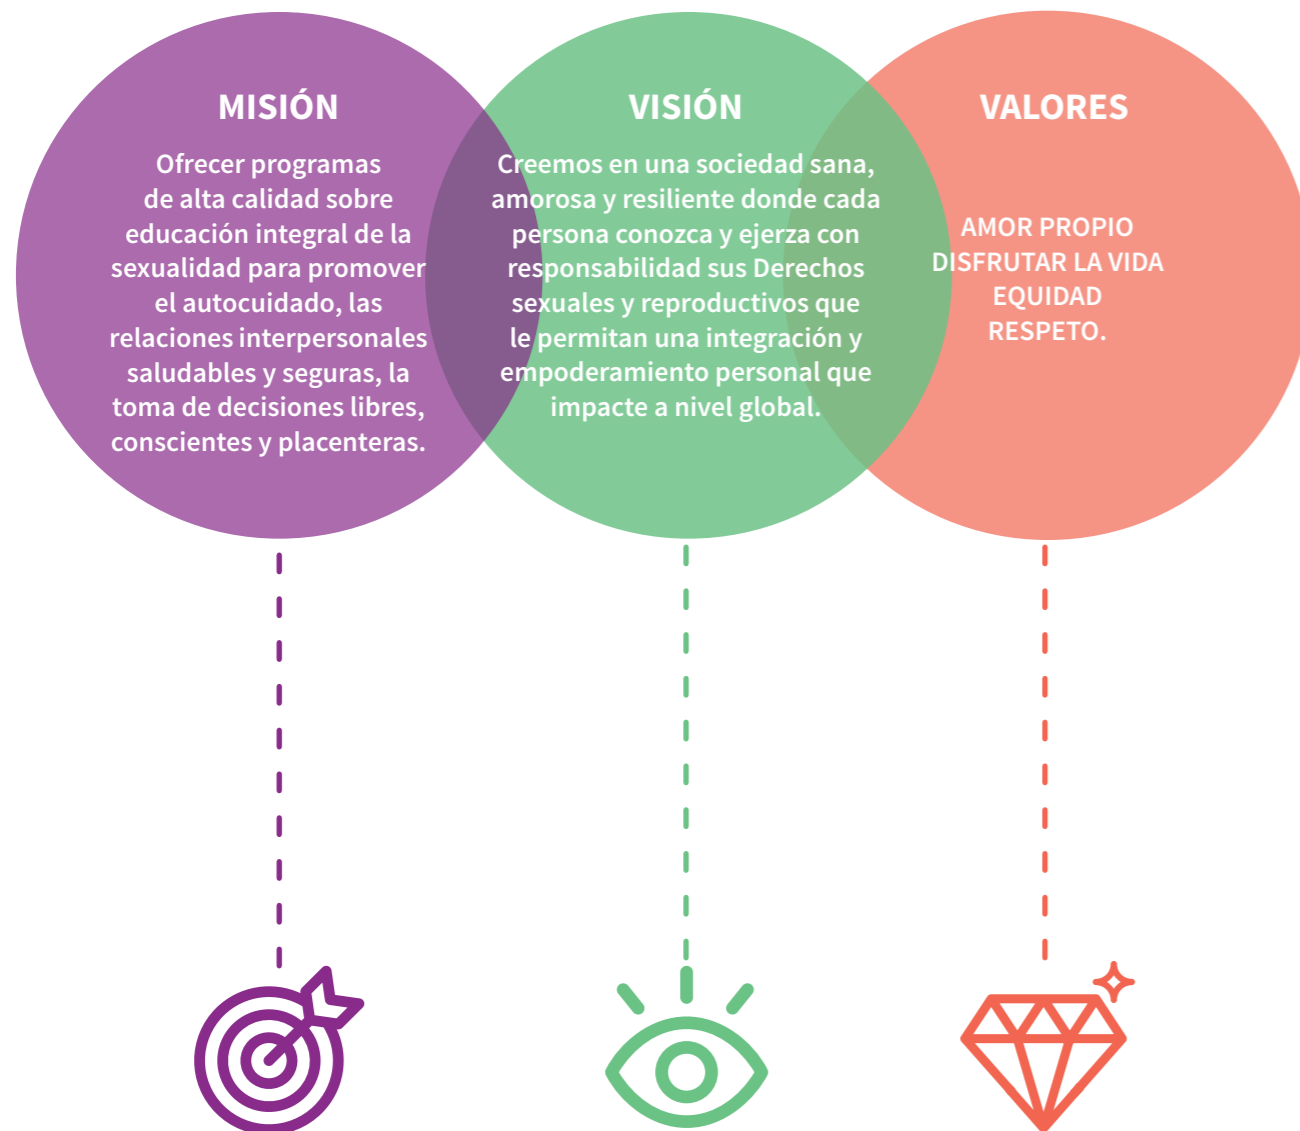 MISIÓN
Ofrecer programas
de alta calidad sobre
educación integral de la
sexualidad para promover
el autocuidado, las
relaciones interpersonales
saludables y seguras, la
toma de decisiones libres,
conscientes y placenteras.
VISIÓN
Creemos en una sociedad sana,
amorosa y resiliente donde cada
persona conozca y ejerza con
responsabilidad sus Derechos
sexuales y reproductivos que
le permitan una integración y
empoderamiento personal que
impacte a nivel global.
VALORES
AMOR PROPIO
DISFRUTAR LA VIDA
EQUIDAD
RESPETO.